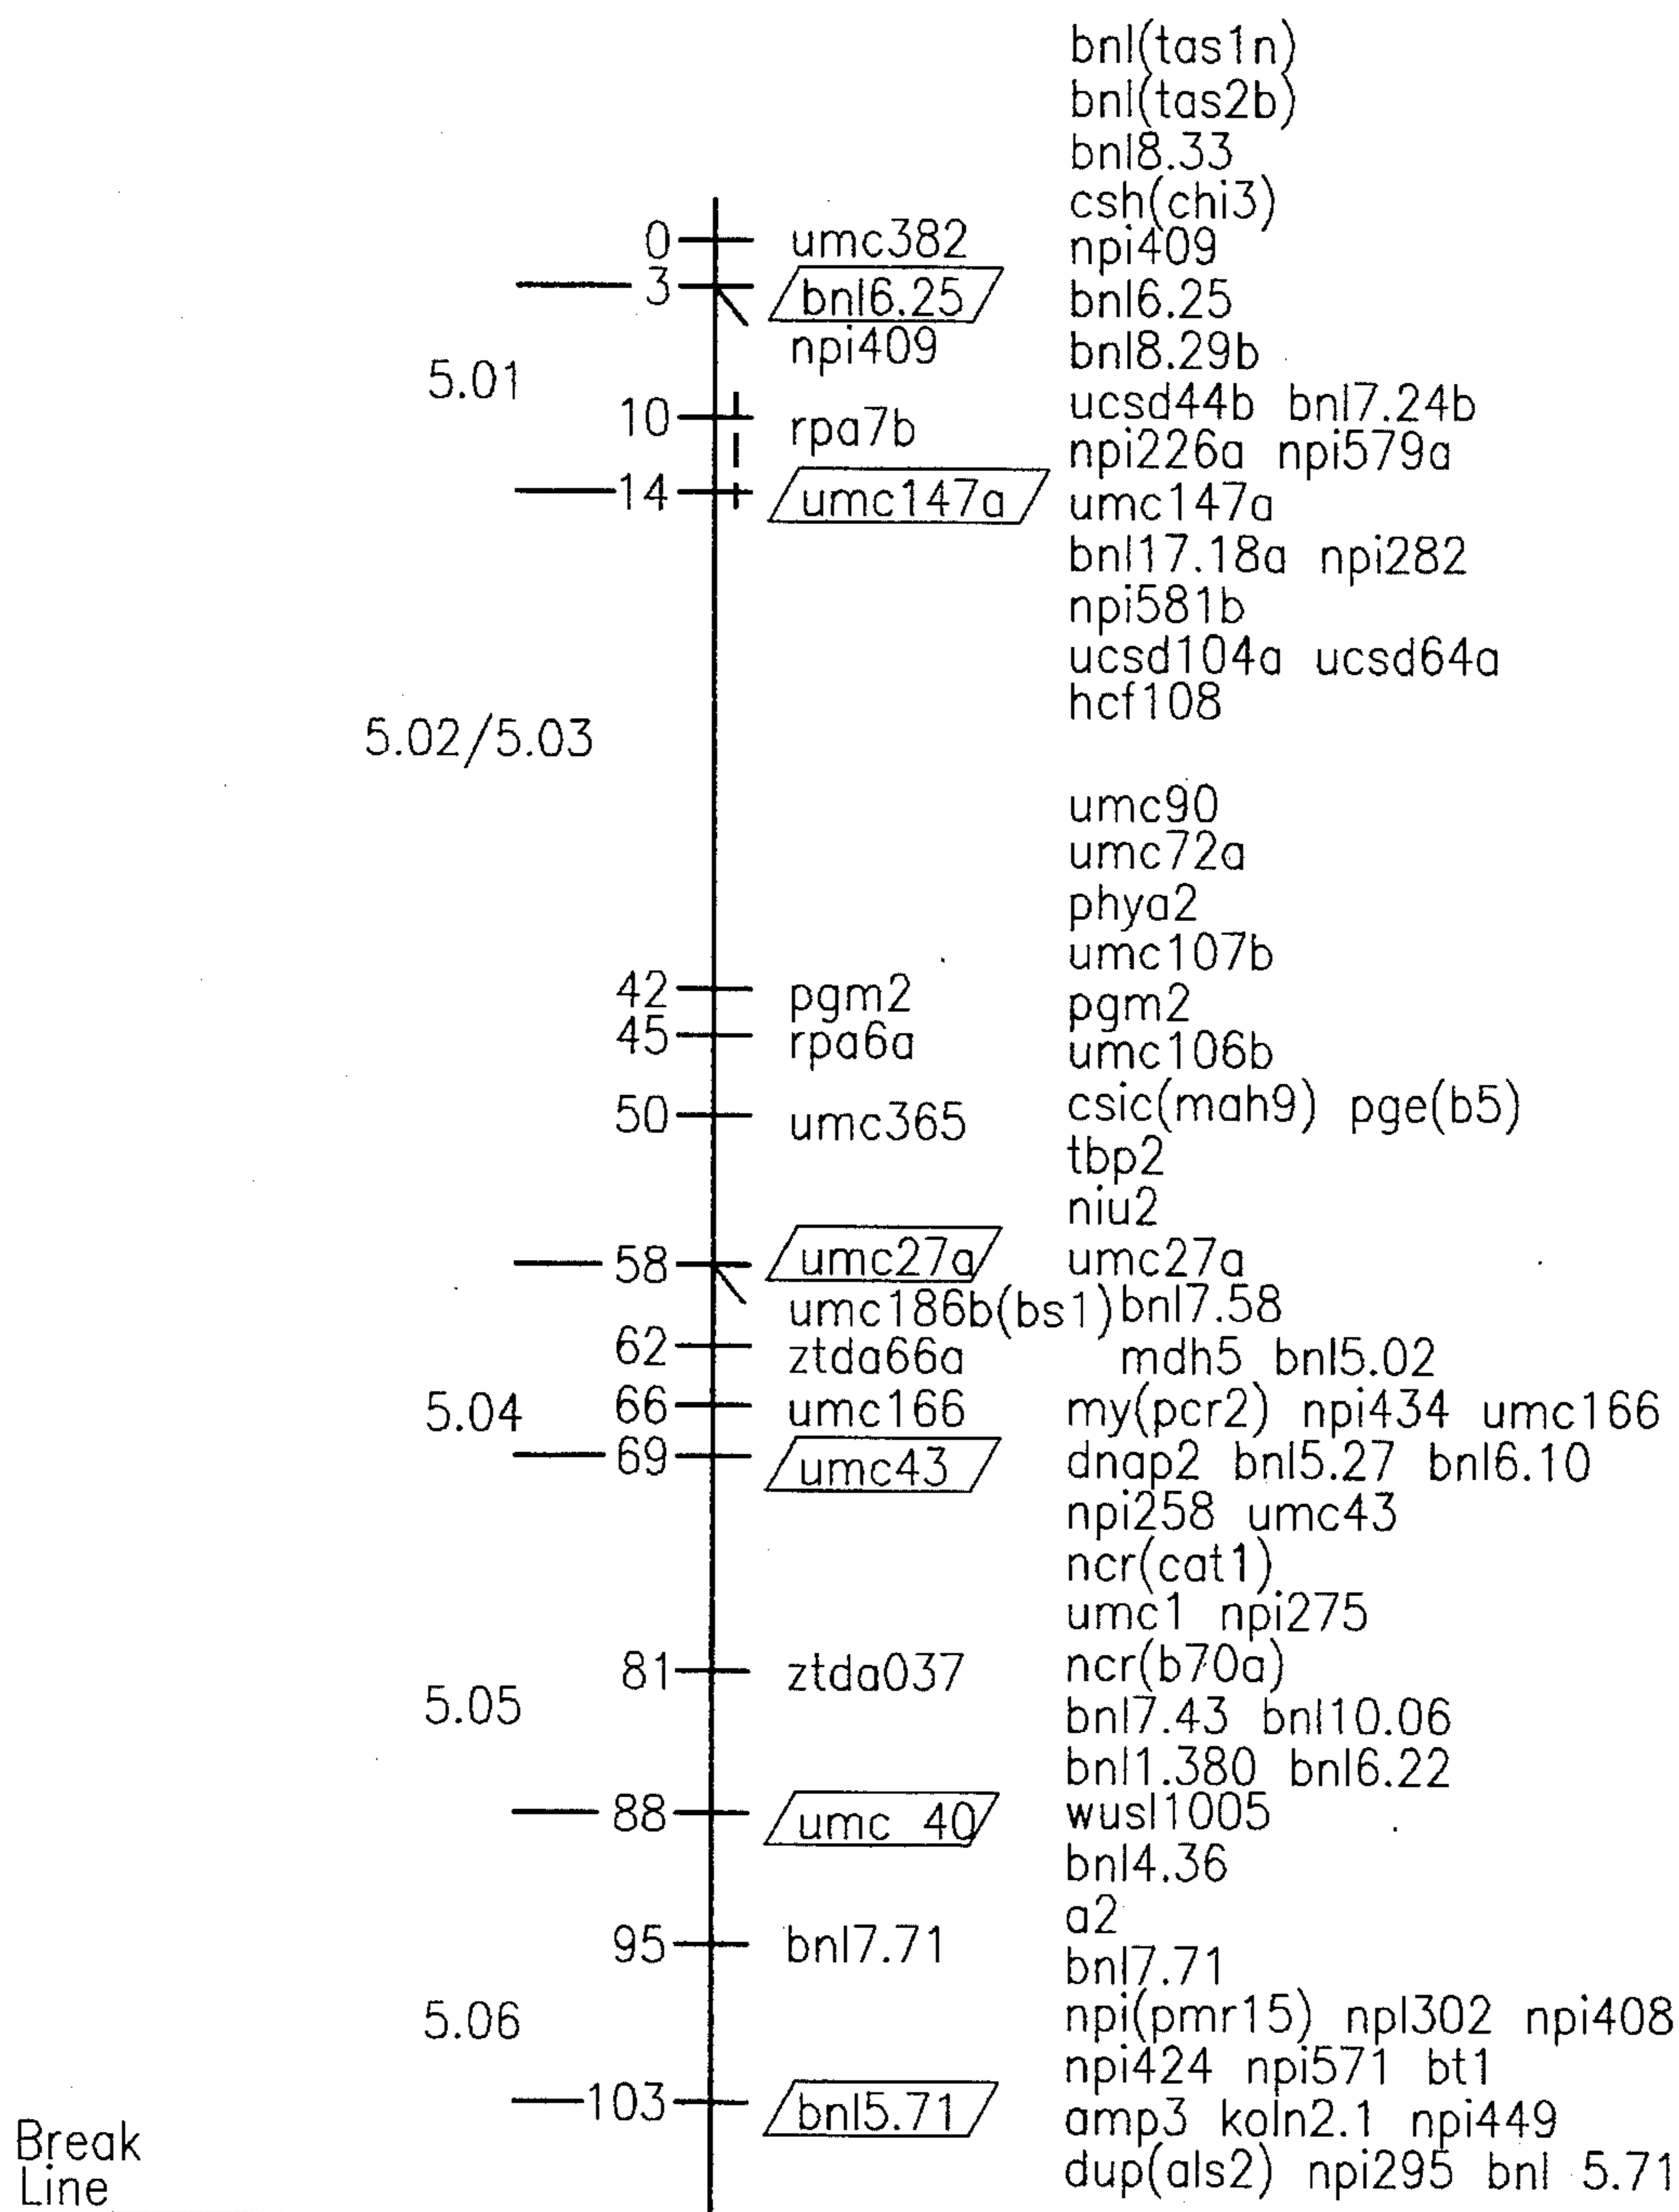 bnl(tas1n)
bnl(tas2b)
bnl8.33
csh(chi3)
0 umc382 npi409
3 bnl6.25 bnl6.25
npi409 bnl8.29b
5.01
10 rpa7b ucsd44b bnl7.24b
npi226a npi579a
14 umc147a umc147a
bnl17.18a npi282
npi581b
ucsd104a ucsd64a
hcf108
5.02/5.03
umc90
umc72a
phya2
umc107b
42 pgm2 pgm2
45 rpa6a umc106b
50 umc365 csic(mah9) pge(b5)
tbp2
niu2
58 umc27a umc27a
umc186b(bs1) bnl7.58
62 ztda66a mdh5 bnl5.02
5.04 66 umc166 my(pcr2) npi434 umc166
69 umc43 dnap2 bnl5.27 bnl6.10
npi258 umc43
ncr(cat1)
umc1 npi275
81 ztda037 ncr(b70a)
5.05 bnl7.43 bnl10.06
bnl1.380 bnl6.22
88 umc 40 wusl1005
bnl4.36
a2
95 bnl7.71 bnl7.71
5.06 npi(pmr15) npl302 npi408
npi424 npi571 bt1
103 bnl5.71 amp3 koln2.1 npi449
Break
Line dup(als2) npi295 bnl 5.71